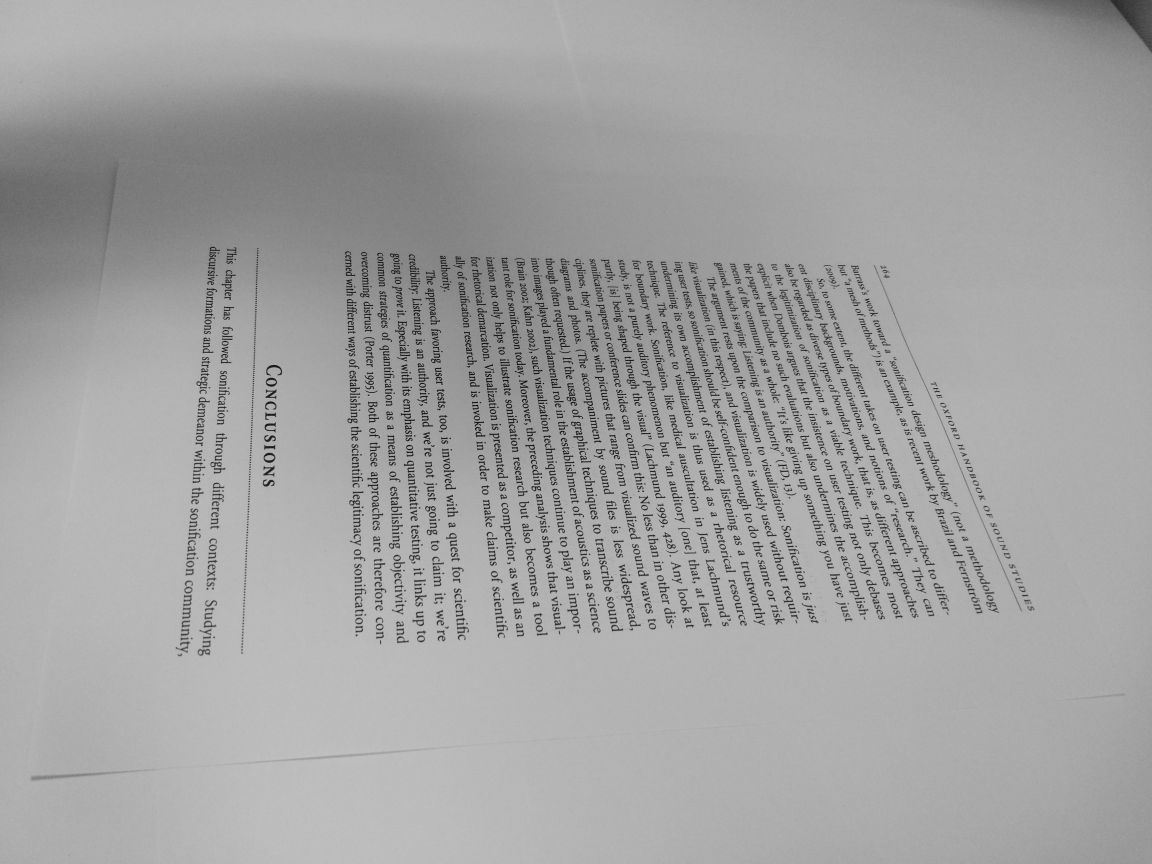 264 THE OXFORD HANDBOOK OF SOUND STUDIES
Barrass's work toward a "sonification design meshodology" (not a methodology
but "a mesh of methods") is an example, as is recent work by Brazil and Fernström
(2009).
So, to some extent, the different takes on user testing can be ascribed to differ-
ent disciplinary backgrounds, motivations, and notions of "research." They can
also be regarded as diverse types of boundary work, that is, as different approaches
to the legitimization of sonification as a viable technique. This becomes most
explicit when Dombois argues that the insistence on user testing not only debases
the papers that include no such evaluations but also undermines the accomplish-
ments of the community as a whole: "It's like giving up something you have just
gained, which is saying: Listening is an authority" (FD, 13).
The argument rests upon the comparison to visualization: Sonification is just
like visualization (in this respect), and visualization is widely used without requir-
ing user tests, so sonification should be self-confident enough to do the same or risk
undermining its own accomplishment of establishing listening as a trustworthy
technique. The reference to visualization is thus used as a rhetorical resource
for boundary work. Sonification, like medical auscultation in Jens Lachmund's
study, is not a purely auditory phenomenon but "an auditory [one] that, at least
partly, [is] being shaped through the visual" (Lachmund 1999, 428). Any look at
sonification papers or conference slides can confirm this: No less than in other dis-
ciplines, they are replete with pictures that range from visualized sound waves to
diagrams and photos. (The accompaniment by sound files is less widespread,
though often requested.) If the usage of graphical techniques to transcribe sound
into images played a fundamental role in the establishment of acoustics as a science
(Brain 2002; Kahn 2002), such visualization techniques continue to play an impor-
tant role for sonification today. Moreover, the preceding analysis shows that visual-
ization not only helps to illustrate sonification research but also becomes a tool
for rhetorical demarcation. Visualization is presented as a competitor, as well as an
ally of sonification research, and is invoked in order to make claims of scientific
authority.
The approach favoring user tests, too, is involved with a quest for scientific
credibility: Listening is an authority, and we're not just going to claim it; we're
going to prove it. Especially with its emphasis on quantitative testing, it links up to
common strategies of quantification as a means of establishing objectivity and
overcoming distrust (Porter 1995). Both of these approaches are therefore con-
cerned with different ways of establishing the scientific legitimacy of sonification.
CONCLUSIONS
This chapter has followed sonification through different contexts: Studying
discursive formations and strategic demeanor within the sonification community,